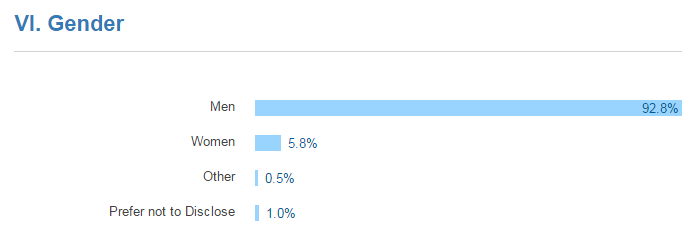 VI. Gender
Men 92.8%
Women 5.8%
Other 0.5%
Prefer not to Disclose 1.0%